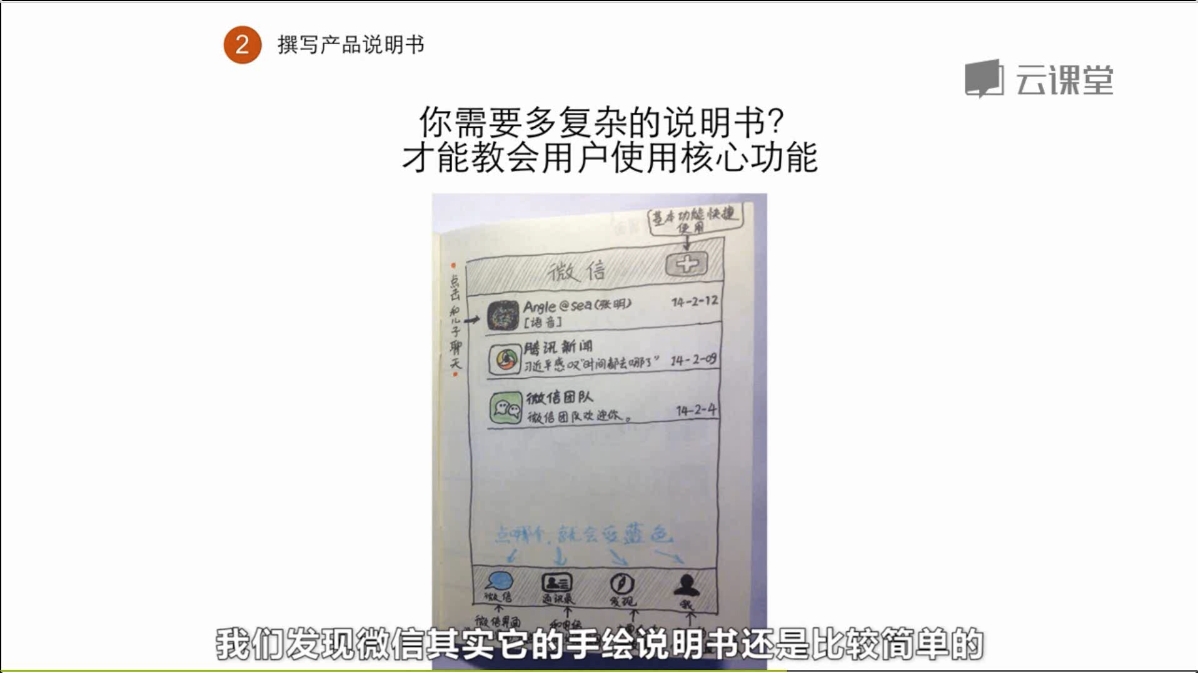 2 撰写产品说明书
云课堂
你需要多复杂的说明书？
才能教会用户使用核心功能
基本功能快捷
使用
微信
点击和儿子聊天
Angle@sea(张明)
14-2-12
[语音]
腾讯新闻
习近平感叹"时间都去哪了"
14-2-09
微信团队
微信团队欢迎你。
14-2-4
点哪个,就会变蓝色
微信 通讯录 发现 我
微信界面
我们发现微信其实它的手绘说明书还是比较简单的